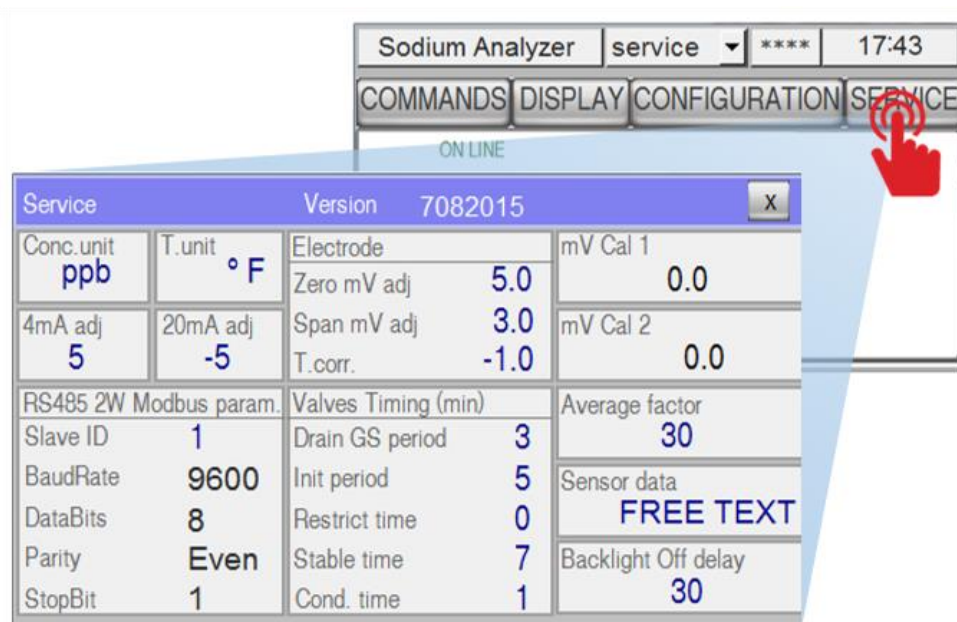 Sodium Analyzer service **** 17:43
COMMANDS DISPLAY CONFIGURATION SERVICE
ON LINE
Service Version 7082015 X
Conc.unit
ppb
T.unit
° F
4mA adj
5
20mA adj
-5
Electrode
Zero mV adj 5.0
Span mV adj 3.0
T.corr. -1.0
mV Cal 1
0.0
mV Cal 2
0.0
RS485 2W Modbus param.
Slave ID 1
BaudRate 9600
DataBits 8
Parity Even
StopBit 1
Valves Timing (min)
Drain GS period 3
Init period 5
Restrict time 0
Stable time 7
Cond. time 1
Average factor
30
Sensor data
FREE TEXT
Backlight Off delay
30